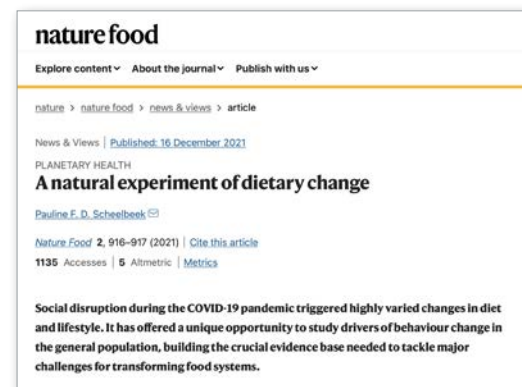 nature food
Explore content About the journal Publish with us
nature > nature food > news & views > article
News & Views | Published: 16 December 2021
PLANETARY HEALTH
A natural experiment of dietary change
Pauline F. D. Scheelbeek
Nature Food 2, 916–917 (2021) | Cite this article
1135 Accesses | 5 Altmetric | Metrics
Social disruption during the COVID-19 pandemic triggered highly varied changes in diet
and lifestyle. It has offered a unique opportunity to study drivers of behaviour change in
the general population, building the crucial evidence base needed to tackle major
challenges for transforming food systems.